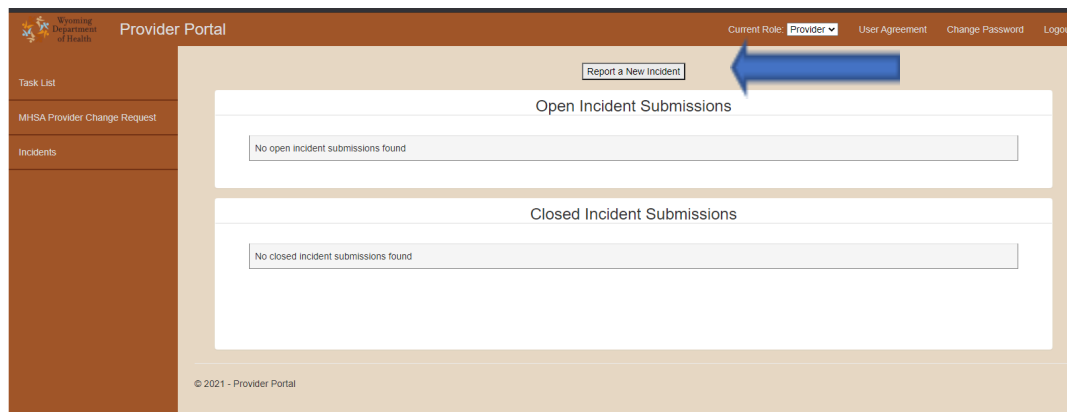 Wyoming
Department
of Health
Provider Portal
Current Role: Provider
User Agreement
Change Password
Logou
Task List
MHSA Provider Change Request
Incidents
Report a New Incident
Open Incident Submissions
No open incident submissions found
Closed Incident Submissions
No closed incident submissions found
© 2021 - Provider Portal